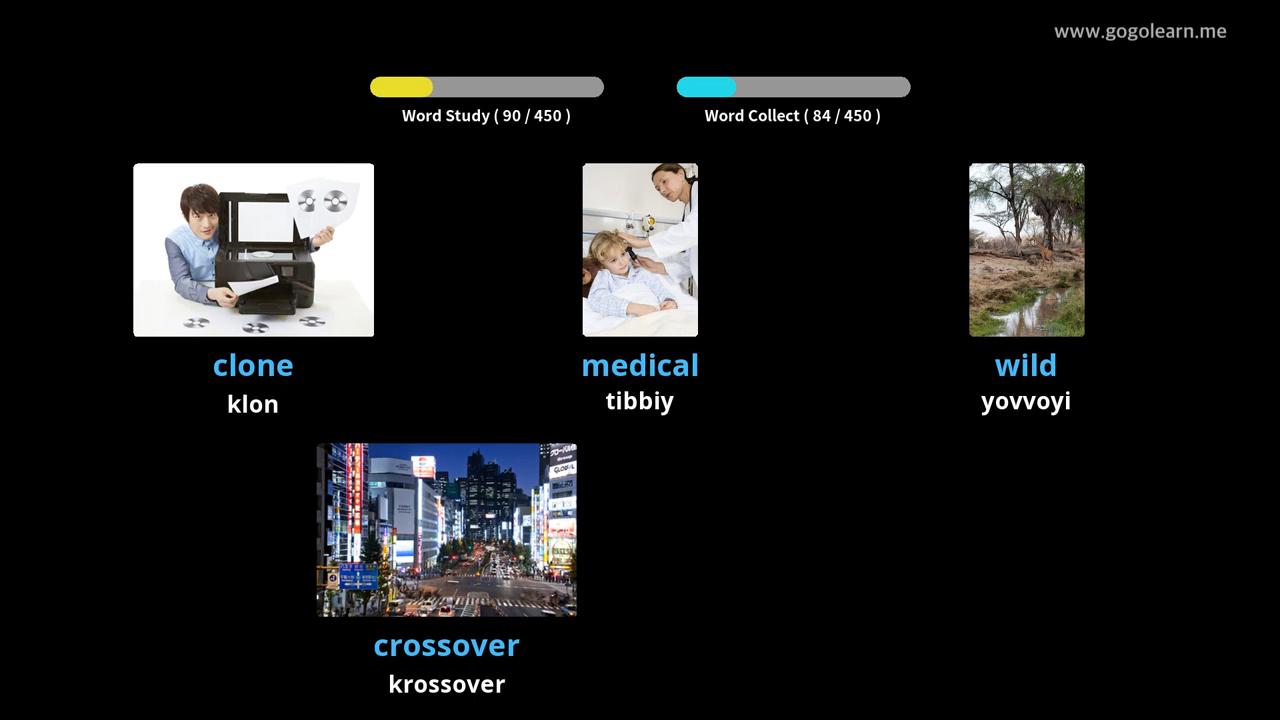 www.gogolearn.me
Word Study ( 90 / 450 )
Word Collect ( 84 / 450 )
clone
klon
medical
tibbiy
wild
yovvoyi
GLOBAL
crossover
krossover